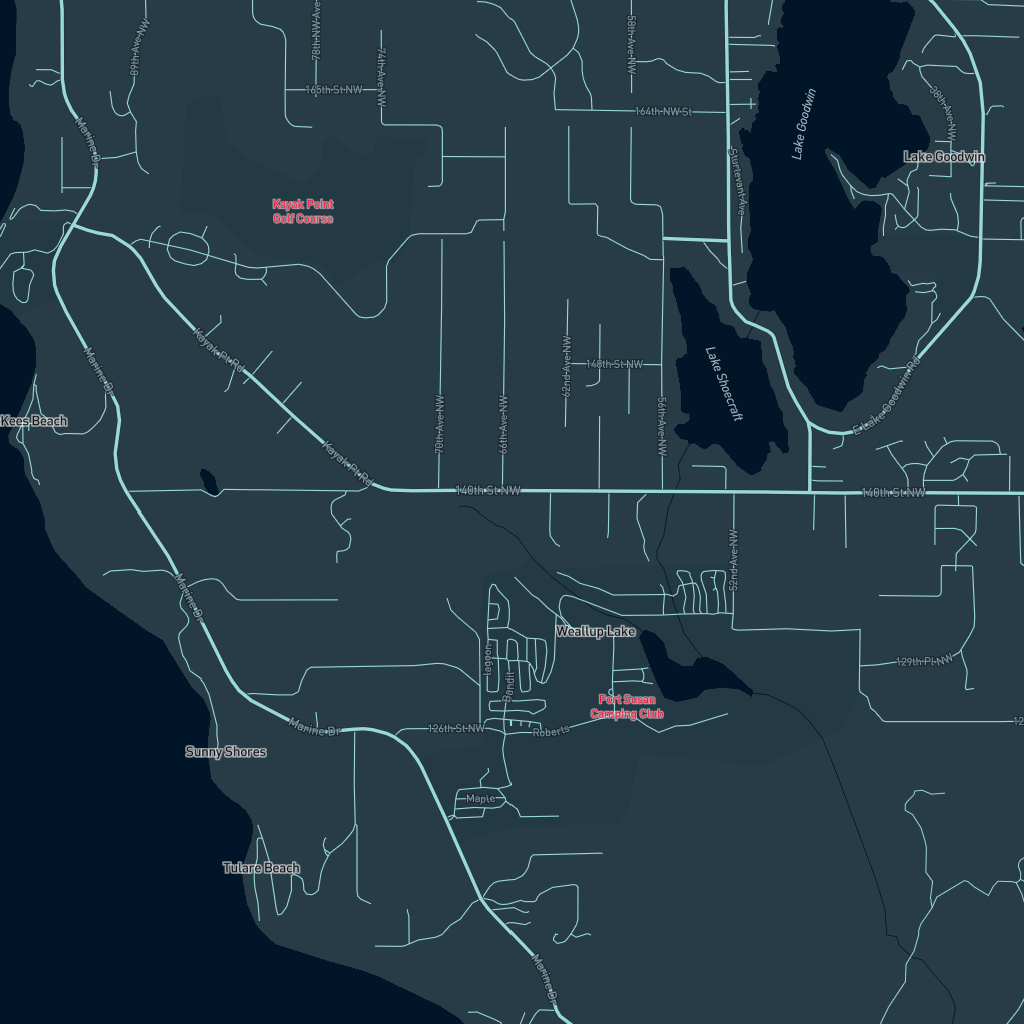 89th Ave NW
78th NW Ave
74th Ave NW
58th Ave NW
165th St NW
164th NW St
38th Ave NW
Lake Goodwin
Marine Dr
Sturtevant Ave
Lake Goodwin
Kayak Point
Golf Course
Kayak Pt Rd
Marine Dr
62nd Ave NW
148th St NW
Lake Shoecraft
E Lake Goodwin Rd
Kees Beach
70th Ave NW
66th Ave NW
56th Ave NW
Kayak Pt Rd
140th St NW
140th St NW
52nd Ave NW
Marine Dr
Weallup Lake
lagoon
129th Pl NW
Bandit
Port Susan
Camping Club
Marine Dr
126th St NW
Roberts
12
Sunny Shores
Maple
Tulare Beach
Marine Dr